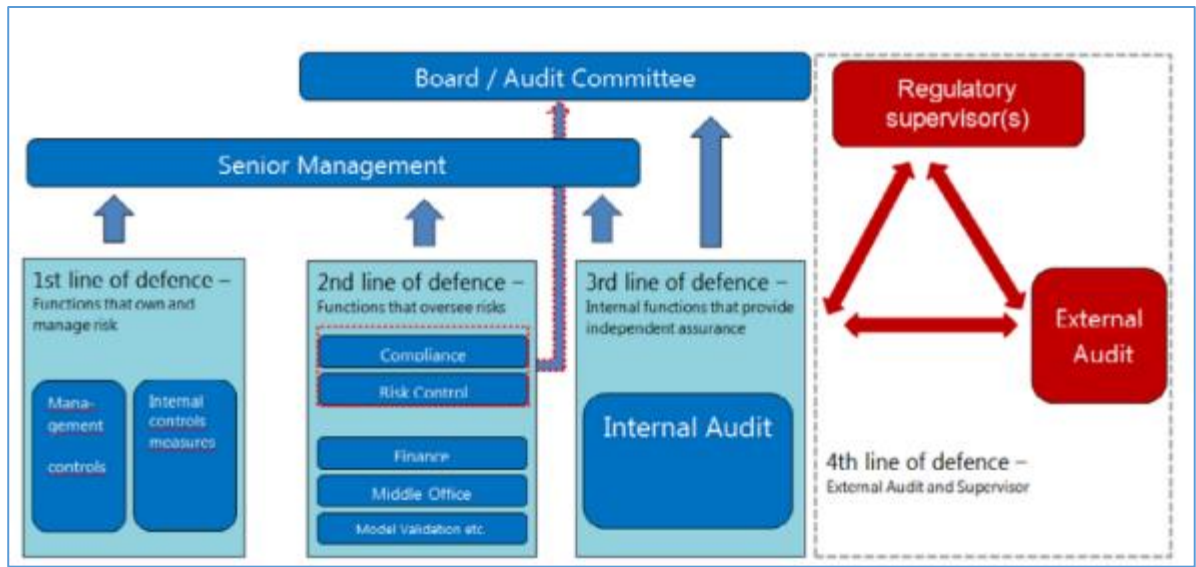 Board / Audit Committee
Regulatory
supervisor(s)
Senior Management
1st line of defence –
Functions that own and
manage risk
Mana-
gement
controls
Internal
controls
measures
2nd line of defence –
Functions that oversee risks
Compliance
Risk Control
Finance
Middle Office
Model Validation etc.
3rd line of defence –
Internal functions that provide
independent assurance
Internal Audit
External
Audit
4th line of defence –
External Audit and Supervisor